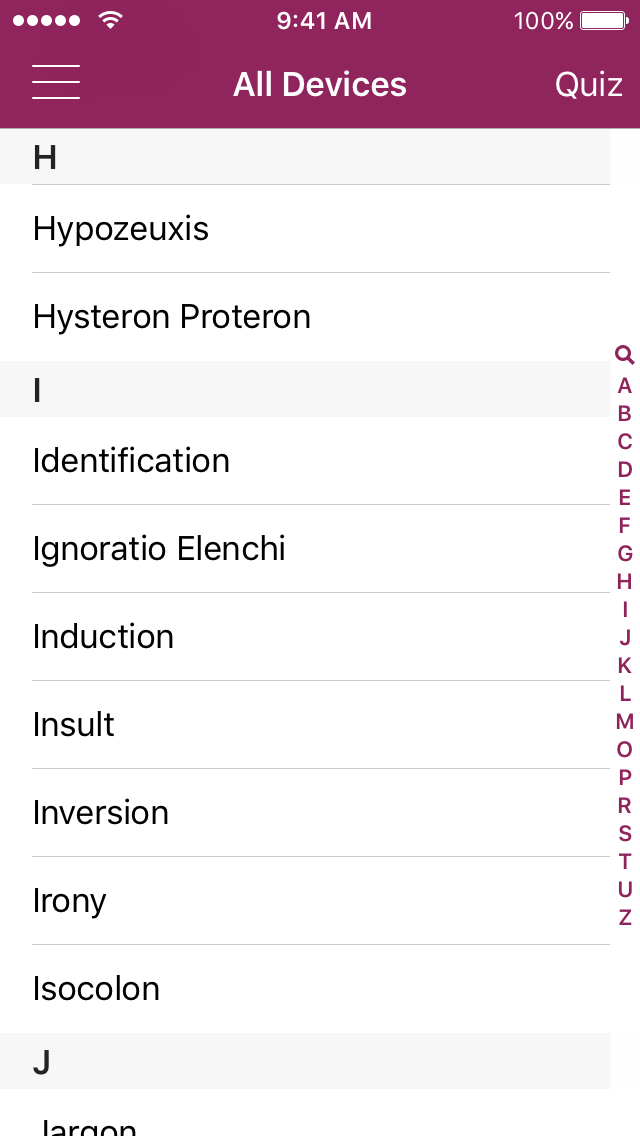 9:41 AM 100%
All Devices Quiz
H
Hypozeuxis
Hysteron Proteron
I
Identification
Ignoratio Elenchi
Induction
Insult
Inversion
Irony
Isocolon
J
Jargon
A
B
C
D
E
F
G
H
I
J
K
L
M
O
P
R
S
T
U
Z